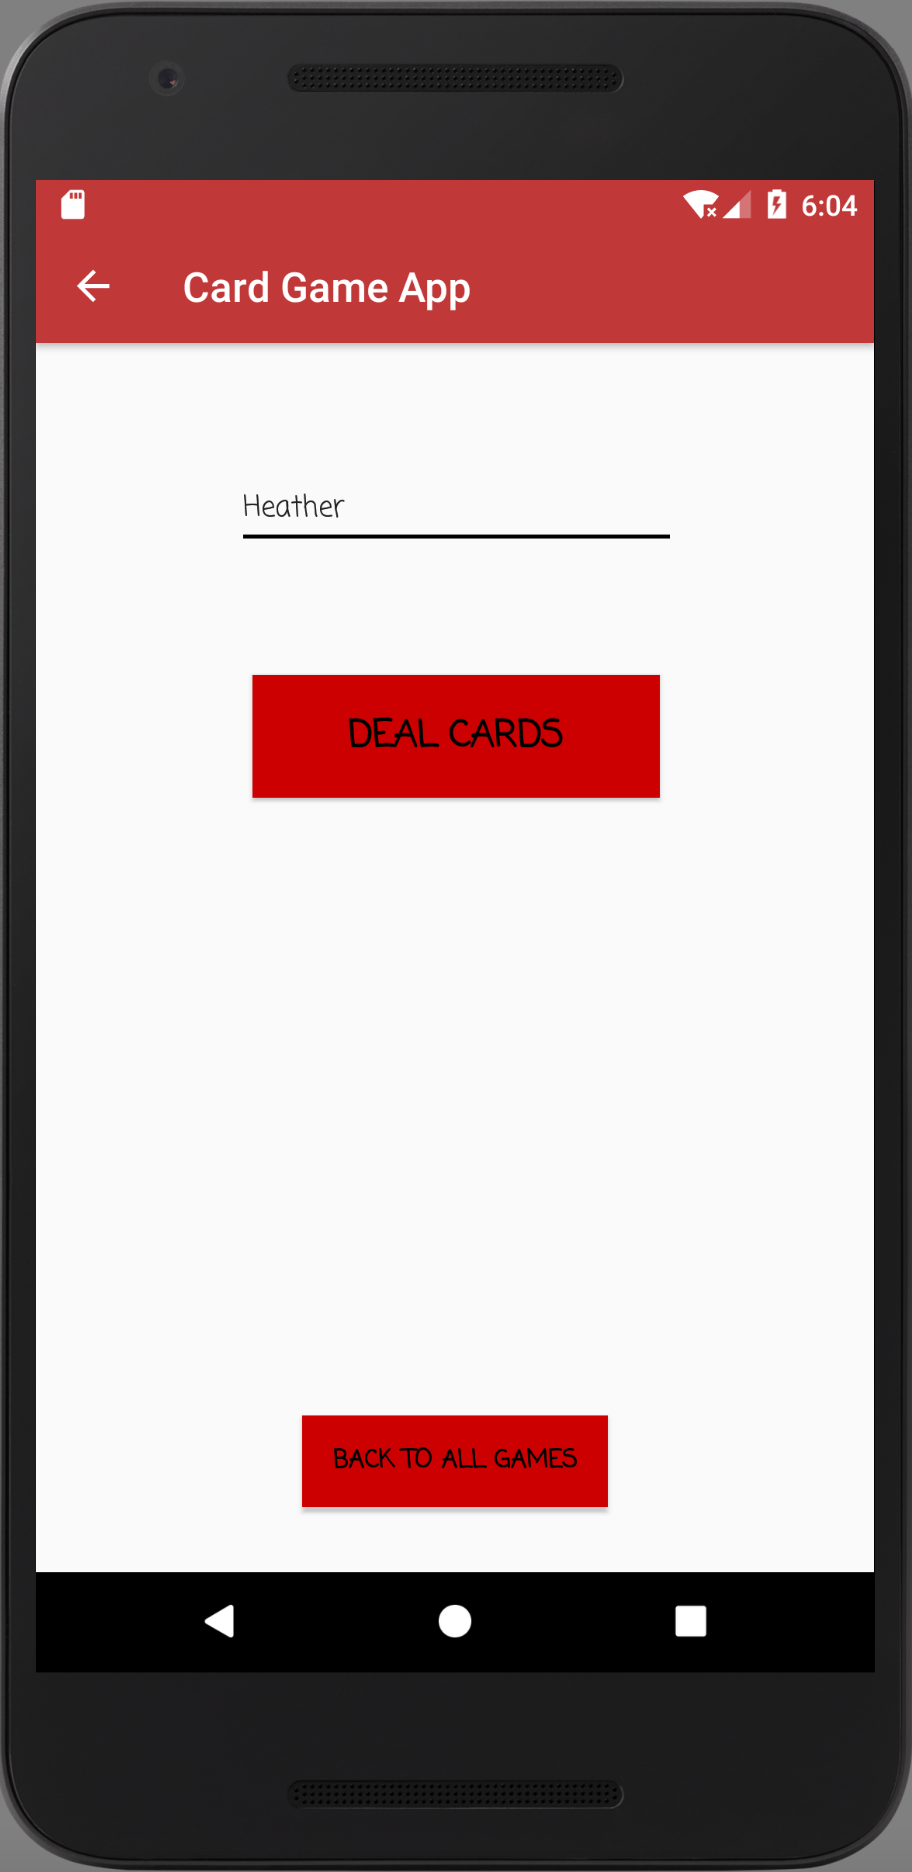 6:04
Card Game App
Heather
DEAL CARDS
BACK TO ALL GAMES